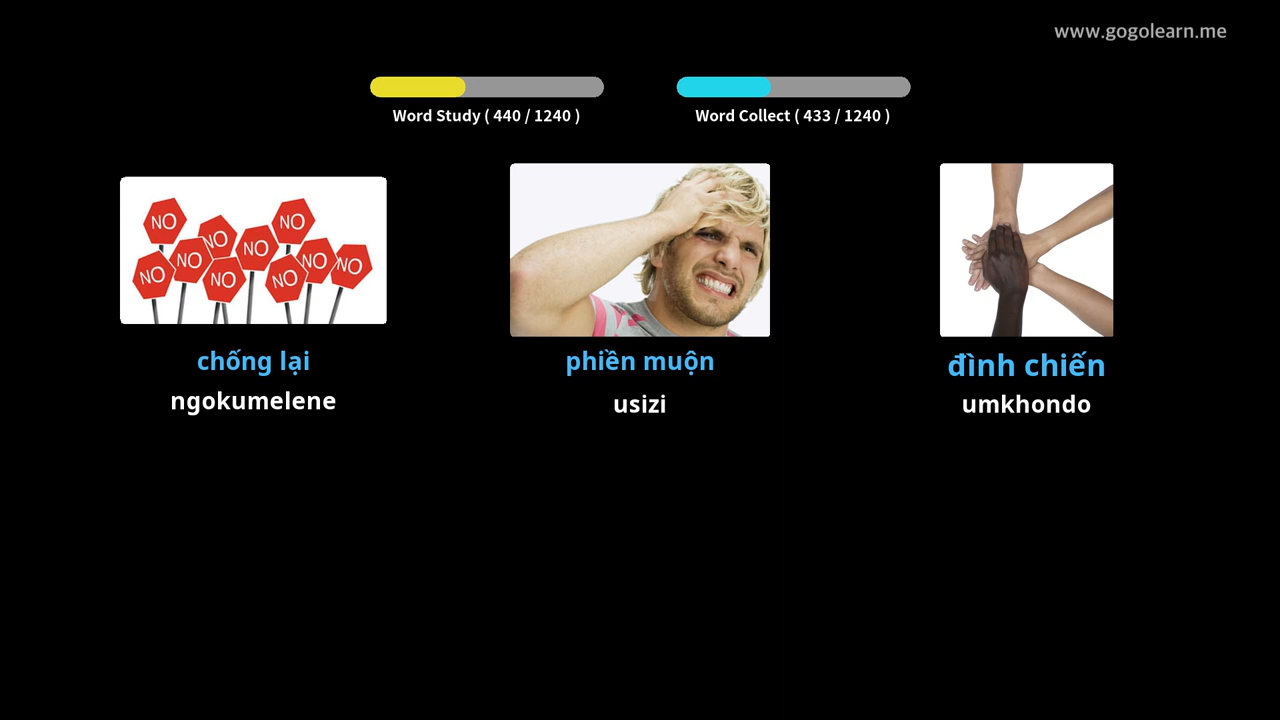 www.gogolearn.me
Word Study ( 440 / 1240 )
Word Collect ( 433 / 1240 )
NO
NO
NO
NO
NO
NO
NO
NO
NO
NO
chống lại
phiền muộn
đình chiến
ngokumelene
usizi
umkhondo